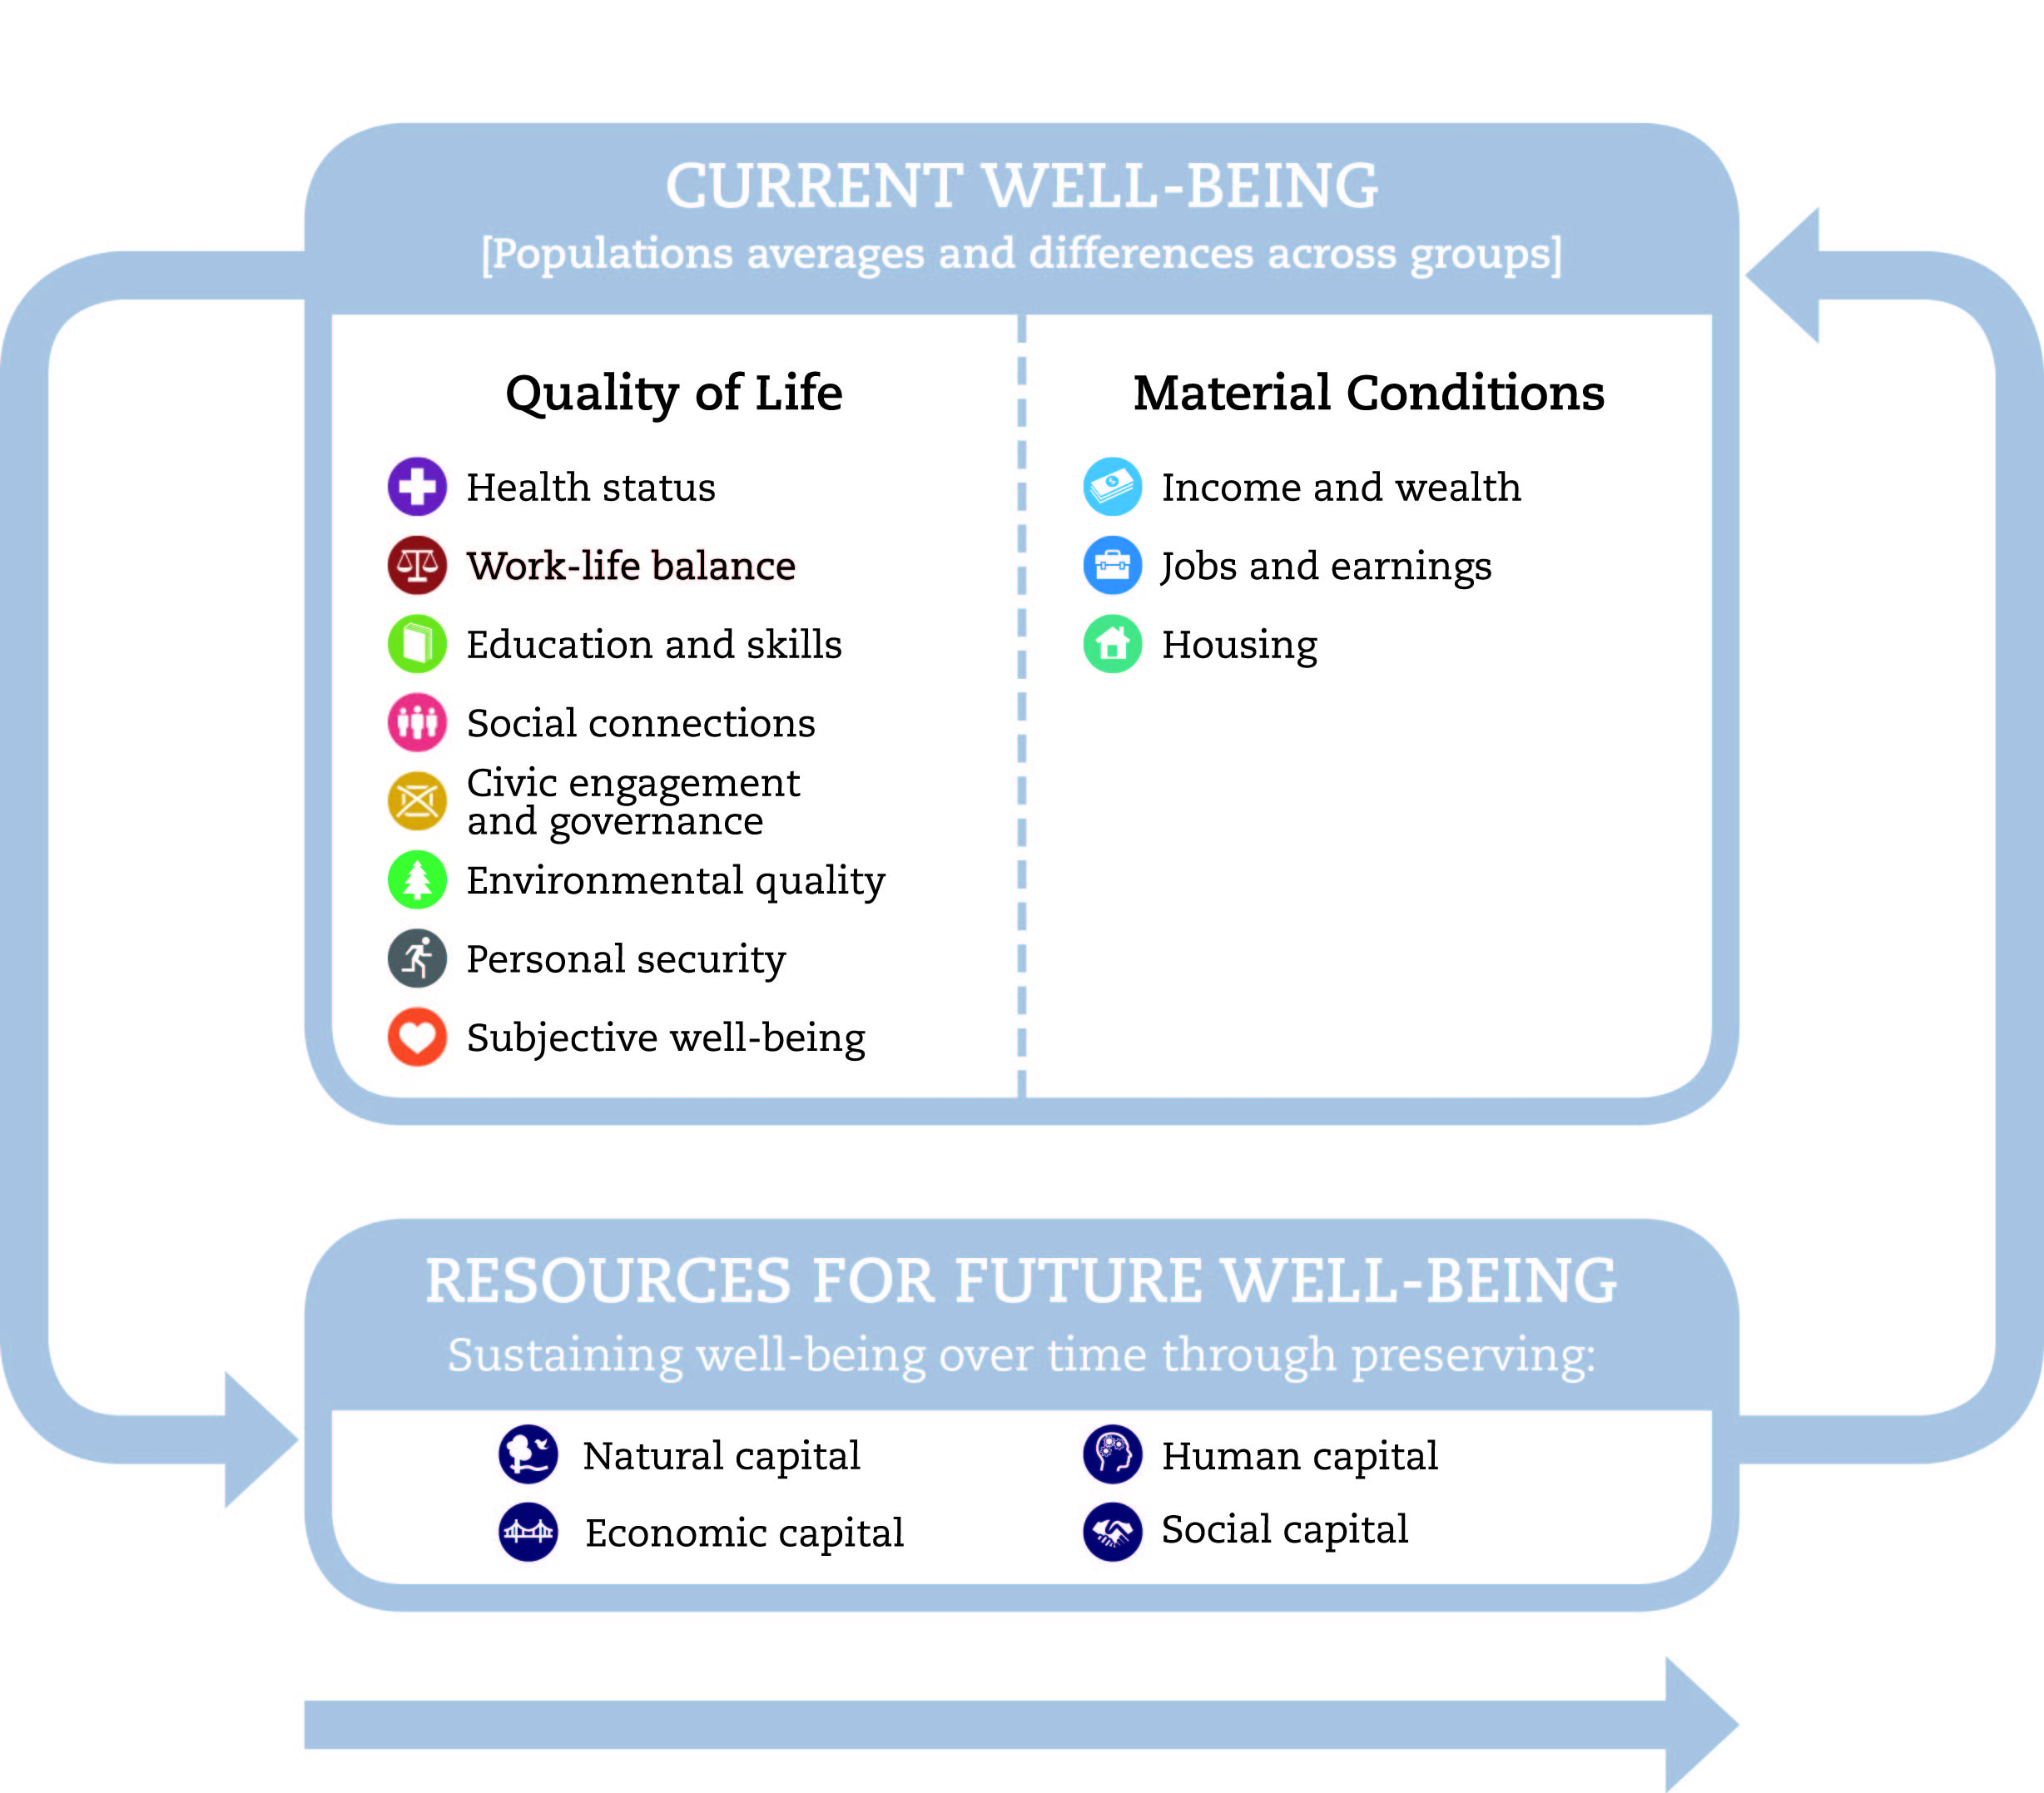 CURRENT WELL-BEING
[Populations averages and differences across groups]
Quality of Life
Health status
Work-life balance
Education and skills
Social connections
Civic engagement
and governance
Environmental quality
Personal security
Subjective well-being
Material Conditions
Income and wealth
Jobs and earnings
Housing
RESOURCES FOR FUTURE WELL-BEING
Sustaining well-being over time through preserving:
Natural capital
Human capital
Economic capital
Social capital